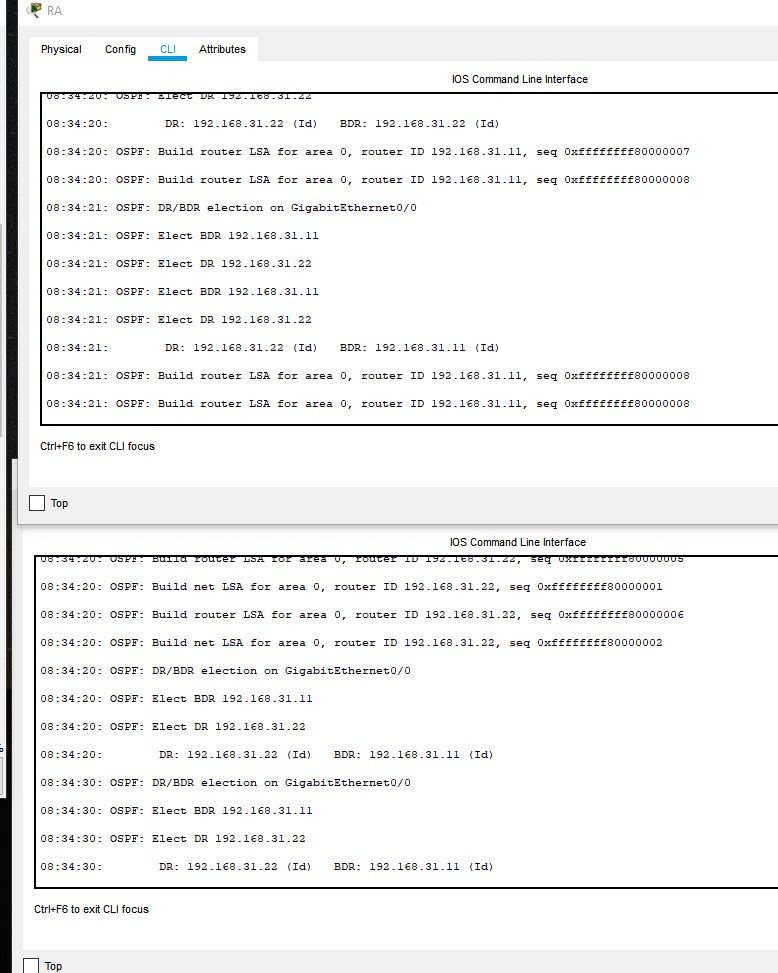 RA
Physical Config CLI Attributes
IOS Command Line Interface
08:34:20: OSPF: Elect DR 192.168.31.22
08:34:20: DR: 192.168.31.22 (Id) BDR: 192.168.31.22 (Id)
08:34:20: OSPF: Build router LSA for area 0, router ID 192.168.31.11, seq 0xffffffff80000007
08:34:20: OSPF: Build router LSA for area 0, router ID 192.168.31.11, seq 0xffffffff80000008
08:34:21: OSPF: DR/BDR election on GigabitEthernet0/0
08:34:21: OSPF: Elect BDR 192.168.31.11
08:34:21: OSPF: Elect DR 192.168.31.22
08:34:21: OSPF: Elect BDR 192.168.31.11
08:34:21: OSPF: Elect DR 192.168.31.22
08:34:21: DR: 192.168.31.22 (Id) BDR: 192.168.31.11 (Id)
08:34:21: OSPF: Build router LSA for area 0, router ID 192.168.31.11, seq 0xffffffff80000008
08:34:21: OSPF: Build router LSA for area 0, router ID 192.168.31.11, seq 0xffffffff80000008
Ctrl+F6 to exit CLI focus
Top
IOS Command Line Interface
08:34:20: OSPF: Build router LSA for area 0, router ID 192.168.31.22, seq 0xffffffff80000005
08:34:20: OSPF: Build net LSA for area 0, router ID 192.168.31.22, seq 0xffffffff80000001
08:34:20: OSPF: Build router LSA for area 0, router ID 192.168.31.22, seq 0xffffffff80000006
08:34:20: OSPF: Build net LSA for area 0, router ID 192.168.31.22, seq 0xffffffff80000002
08:34:20: OSPF: DR/BDR election on GigabitEthernet0/0
08:34:20: OSPF: Elect BDR 192.168.31.11
08:34:20: OSPF: Elect DR 192.168.31.22
08:34:20: DR: 192.168.31.22 (Id) BDR: 192.168.31.11 (Id)
08:34:30: OSPF: DR/BDR election on GigabitEthernet0/0
08:34:30: OSPF: Elect BDR 192.168.31.11
08:34:30: OSPF: Elect DR 192.168.31.22
08:34:30: DR: 192.168.31.22 (Id) BDR: 192.168.31.11 (Id)
Ctrl+F6 to exit CLI focus
Top